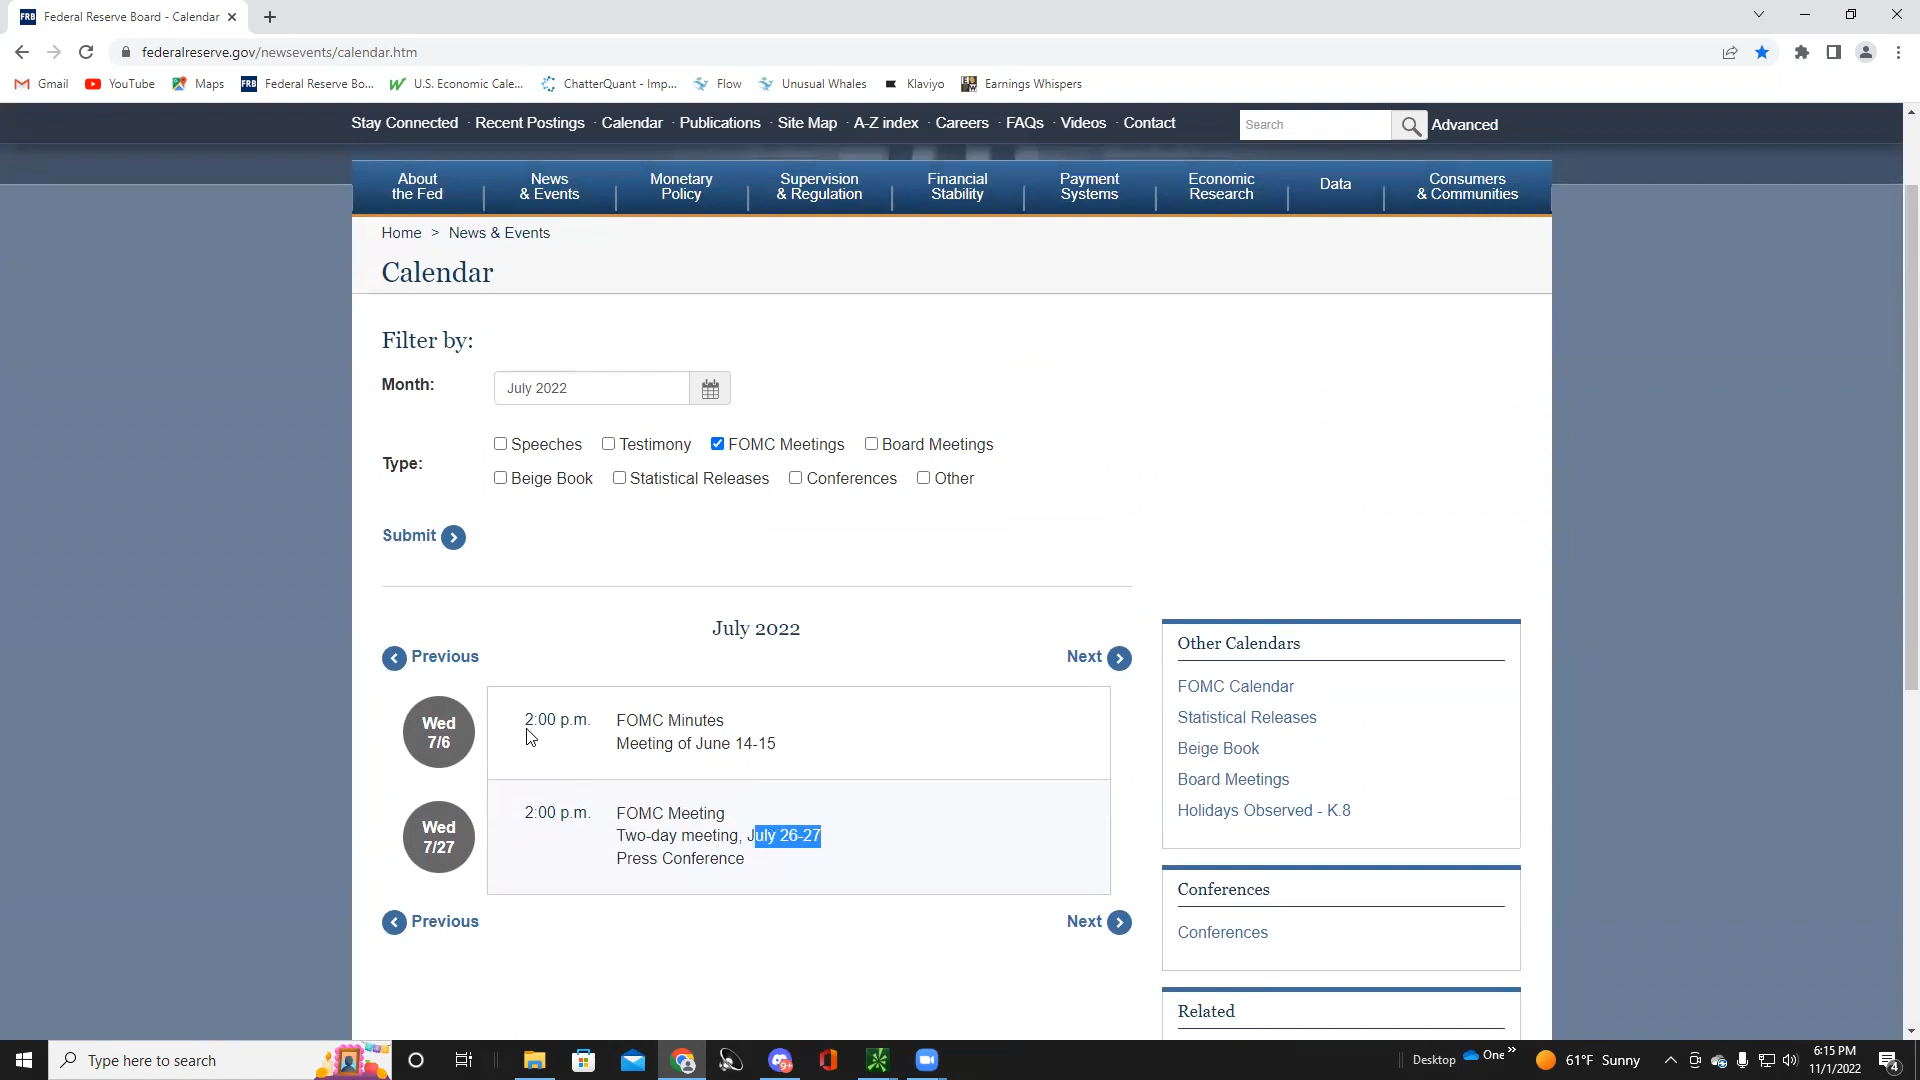 FRB Federal Reserve Board - Calendar
federalreserve.gov/newsevents/calendar.htm
Gmail YouTube Maps FRB Federal Reserve Bo... U.S. Economic Cale... ChatterQuant - Imp... Flow Unusual Whales Klaviyo Earnings Whispers
Stay Connected · Recent Postings · Calendar · Publications · Site Map · A-Z index · Careers · FAQs · Videos · Contact Search Advanced
About
the Fed
News
& Events
Monetary
Policy
Supervision
& Regulation
Financial
Stability
Payment
Systems
Economic
Research
Data
Consumers
& Communities
Home > News & Events
Calendar
Filter by:
Month: July 2022
Type:
Speeches Testimony FOMC Meetings Board Meetings
Beige Book Statistical Releases Conferences Other
Submit
July 2022
Previous Next
Wed
7/6
2:00 p.m. FOMC Minutes
Meeting of June 14-15
Wed
7/27
2:00 p.m. FOMC Meeting
Two-day meeting, July 26-27
Press Conference
Previous Next
Other Calendars
FOMC Calendar
Statistical Releases
Beige Book
Board Meetings
Holidays Observed - K.8
Conferences
Conferences
Related
Type here to search
9+
Desktop One »
61°F Sunny
6:15 PM
11/1/2022
4